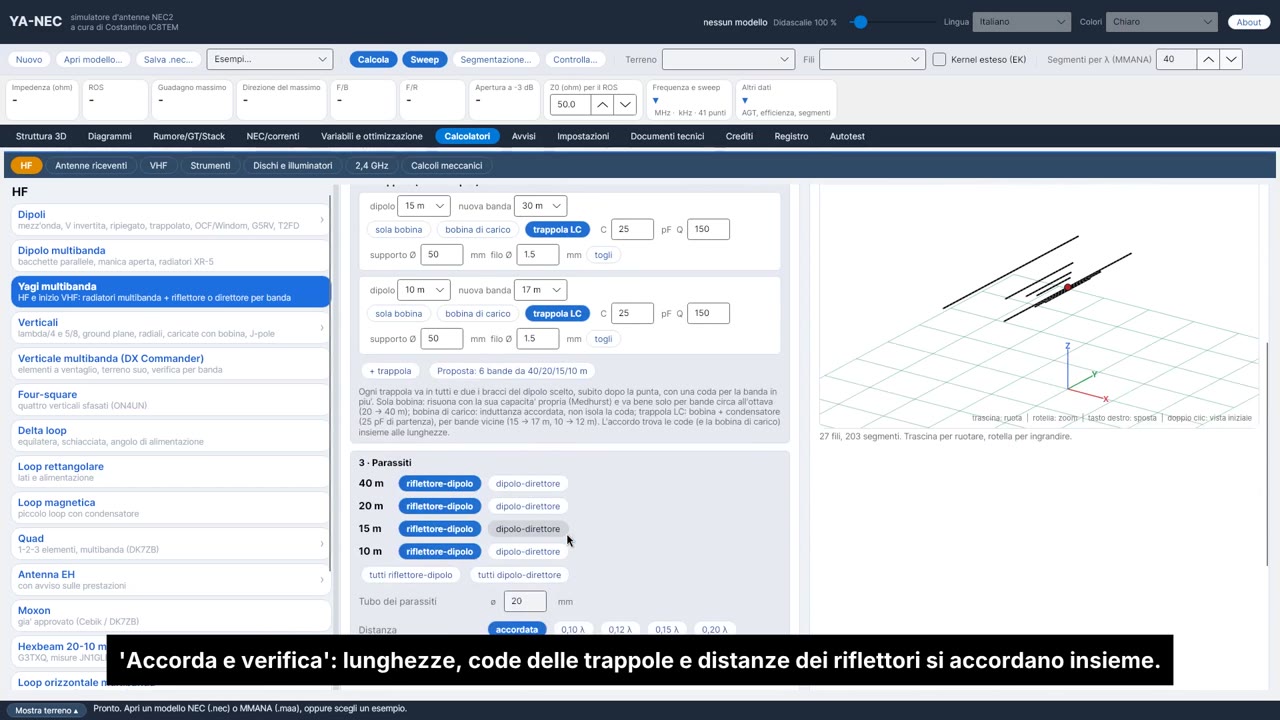 YA-NEC
simulatore d'antenne NEC2
a cura di Costantino IC8TEM
nessun modello Didascalie 100 % Lingua Italiano Colori Chiaro About
Nuovo Apri modello... Salva .nec... Esempi... Calcola Sweep Segmentazione... Controlla... Terreno Fili Kernel esteso (EK) Segmenti per λ (MMANA) 40
Impedenza (ohm) ROS Guadagno massimo Direzione del massimo F/B F/R Apertura a -3 dB Z0 (ohm) per il ROS Frequenza e sweep Altri dati
- - - - - - - 50.0 ▼ ▼
MHz · kHz · 41 punti AGT, efficienza, segmenti
Struttura 3D Diagrammi Rumore/GT/Stack NEC/correnti Variabili e ottimizzazione Calcolatori Avvisi Impostazioni Documenti tecnici Crediti Registro Autotest
HF Antenne riceventi VHF Strumenti Dischi e illuminatori 2,4 GHz Calcoli meccanici
HF
Dipoli
mezz'onda, V invertita, ripiegato, trappolato, OCF/Windom, G5RV, T2FD
Dipolo multibanda
bacchette parallele, manica aperta, radiatori XR-5
Yagi multibanda
HF e inizio VHF: radiatori multibanda + riflettore o direttore per banda
Verticali
lambda/4 e 5/8, ground plane, radiali, caricate con bobina, J-pole
Verticale multibanda (DX Commander)
elementi a ventaglio, terreno suo, verifica per banda
Four-square
quattro verticali sfasati (ON4UN)
Delta loop
equilatera, schiacciata, angolo di alimentazione
Loop rettangolare
lati e alimentazione
Loop magnetica
piccolo loop con condensatore
Quad
1-2-3 elementi, multibanda (DK7ZB)
Antenna EH
con avviso sulle prestazioni
Moxon
gia' approvato (Cebik / DK7ZB)
Hexbeam 20-10 m
G3TXQ, misure JN1GL
Loop orizzontale
dipolo 15 m nuova banda 30 m
sola bobina bobina di carico trappola LC C 25 pF Q 150
supporto Ø 50 mm filo Ø 1.5 mm togli
dipolo 10 m nuova banda 17 m
sola bobina bobina di carico trappola LC C 25 pF Q 150
supporto Ø 50 mm filo Ø 1.5 mm togli
+ trappola Proposta: 6 bande da 40/20/15/10 m
Ogni trappola va in tutti e due i bracci del dipolo scelto, subito dopo la punta, con una coda per la banda in
piu'. Sola bobina: risuona con la sua capacita' propria (Medhurst) e va bene solo per bande circa all'ottava
(20 → 40 m); bobina di carico: induttanza accordata, non isola la coda; trappola LC: bobina + condensatore
(25 pF di partenza), per bande vicine (15 → 17 m, 10 → 12 m). L'accordo trova le code (e la bobina di carico)
insieme alle lunghezze.
3 · Parassiti
40 m riflettore-dipolo dipolo-direttore
20 m riflettore-dipolo dipolo-direttore
15 m riflettore-dipolo dipolo-direttore
10 m riflettore-dipolo dipolo-direttore
tutti riflettore-dipolo tutti dipolo-direttore
Tubo dei parassiti ø 20 mm
Distanza accordata 0,10 λ 0,12 λ 0,15 λ 0,20 λ
Z
Y
X
trascina: ruota | rotella: zoom | tasto destro: sposta | doppio clic: vista iniziale
27 fili, 203 segmenti. Trascina per ruotare, rotella per ingrandire.
'Accorda e verifica': lunghezze, code delle trappole e distanze dei riflettori si accordano insieme.
Mostra terreno ▴ Pronto. Apri un modello NEC (.nec) o MMANA (.maa), oppure scegli un esempio.